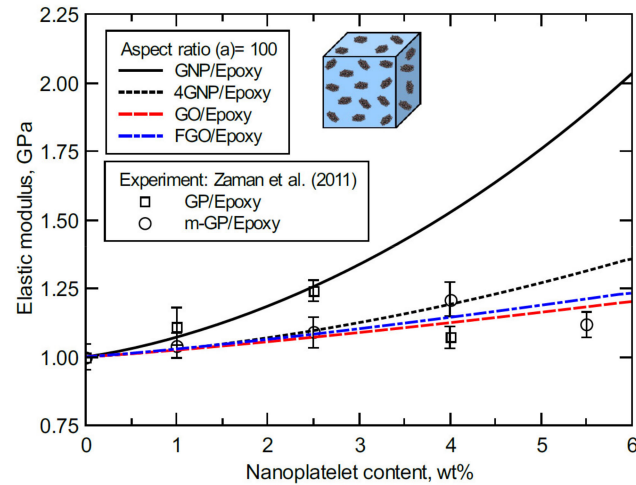 2.25
2.00
1.75
1.50
1.25
1.00
0.75
Elastic modulus, GPa
Aspect ratio (a)= 100
GNP/Epoxy
4GNP/Epoxy
GO/Epoxy
FGO/Epoxy
Experiment: Zaman et al. (2011)
GP/Epoxy
m-GP/Epoxy
0 1 2 3 4 5 6
Nanoplatelet content, wt%